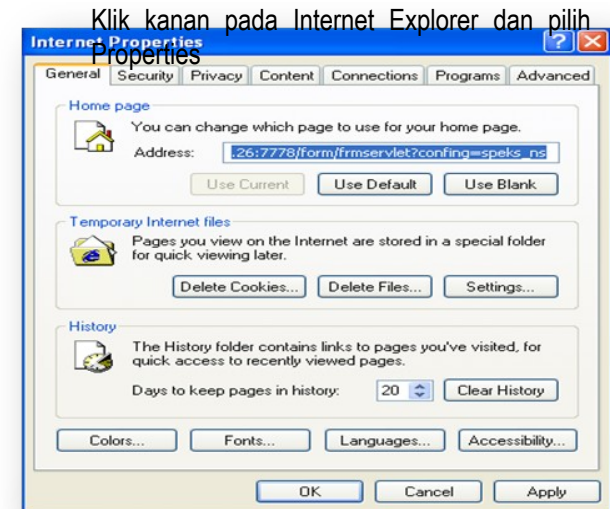 Klik kanan pada Internet Explorer dan pilih
Properties
Internet Properties
General Security Privacy Content Connections Programs Advanced
Home page
You can change which page to use for your home page.
Address: .26:7778/form/frmservlet?confing=speks_ns
Use Current Use Default Use Blank
Temporary Internet files
Pages you view on the Internet are stored in a special folder
for quick viewing later.
Delete Cookies... Delete Files... Settings...
History
The History folder contains links to pages you've visited, for
quick access to recently viewed pages.
Days to keep pages in history: 20 Clear History
Colors... Fonts... Languages... Accessibility...
OK Cancel Apply